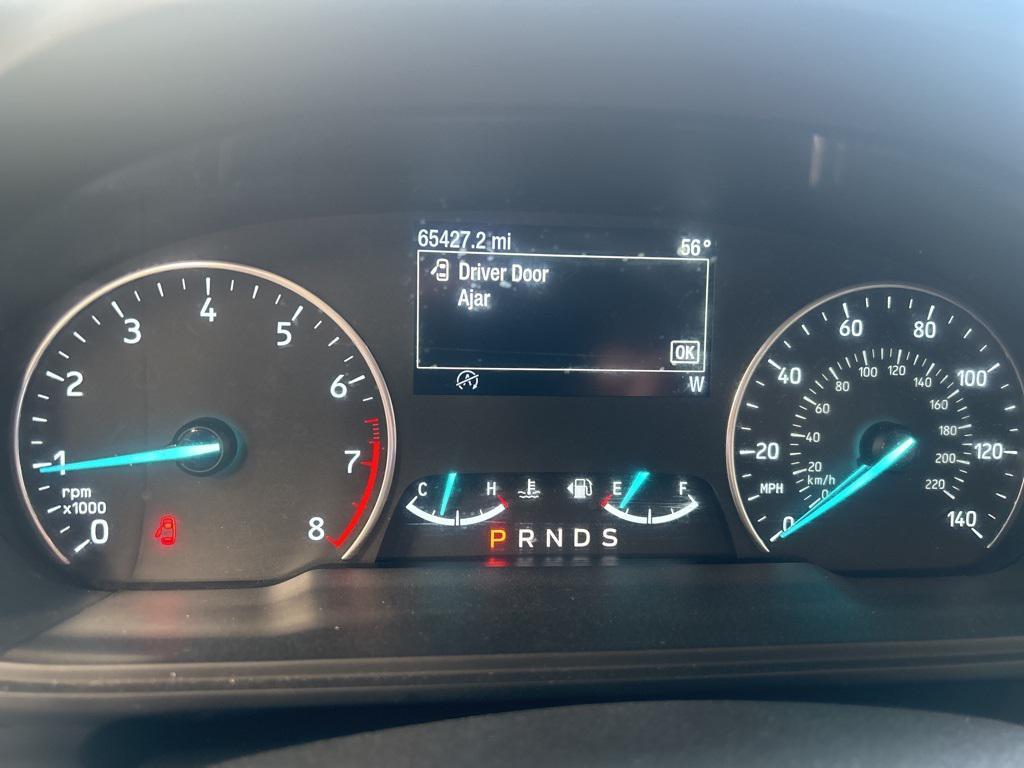 65427.2 mi 56°
Driver Door
Ajar
OK
W
0 1 2 3 4 5 6 7 8
rpm
x1000
C H
E F
P R N D S
0 20 40 60 80 100 120 140
MPH
0 20 40 60 80 100 120 140 160 180 200 220
km/h